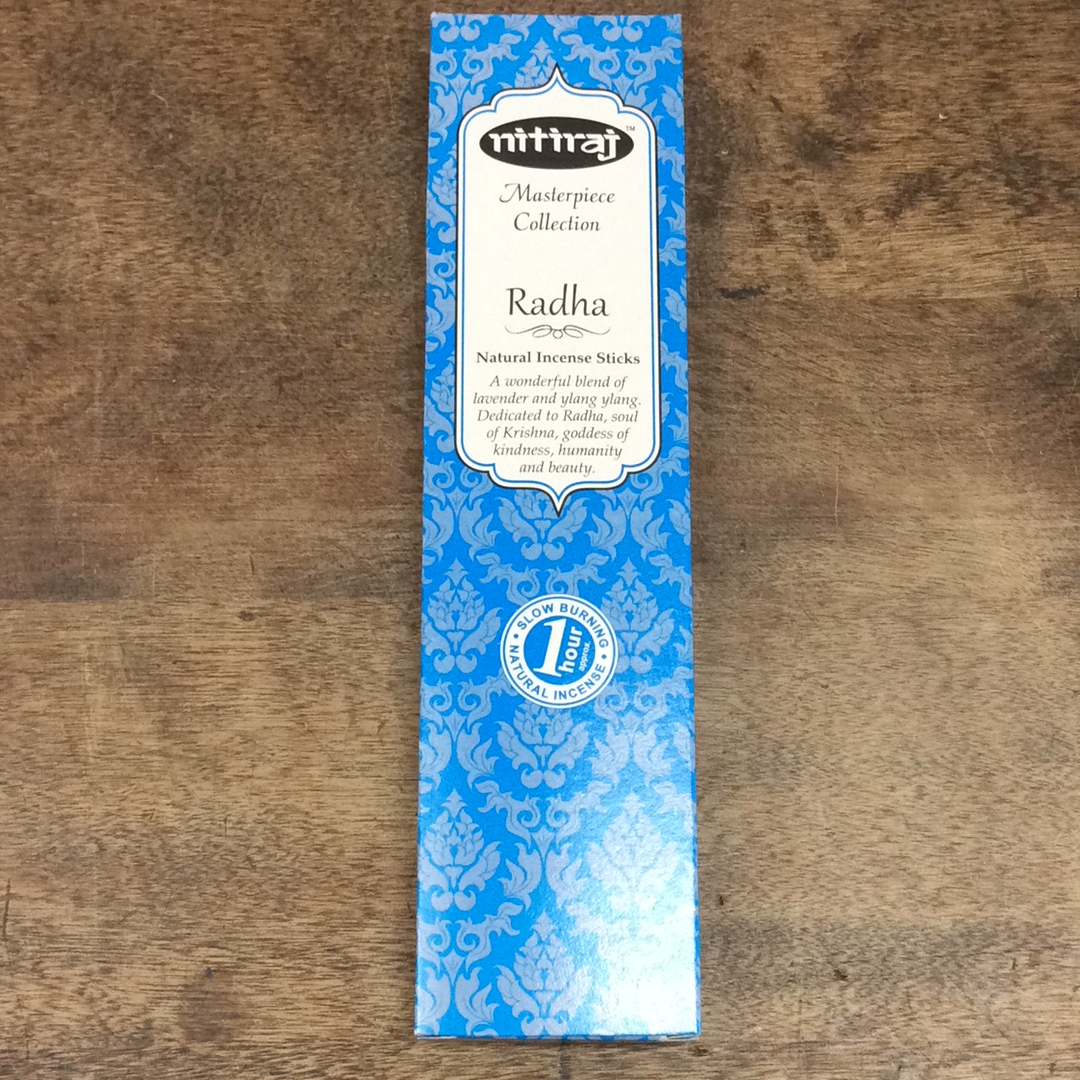 nitiraj™
Masterpiece
Collection
Radha
Natural Incense Sticks
A wonderful blend of
lavender and ylang ylang.
Dedicated to Radha, soul
of Krishna, goddess of
kindness, humanity
and beauty.
• SLOW BURNING •
1 hour
approx.
NATURAL INCENSE